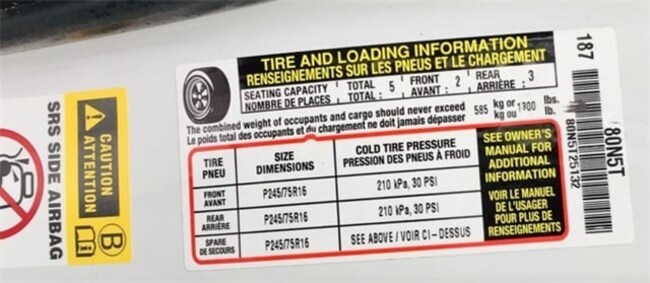 TIRE AND LOADING INFORMATION
RENSEIGNEMENTS SUR LES PNEUS ET LE CHARGEMENT
SEATING CAPACITY TOTAL : 5 FRONT : 2 REAR : 3
NOMBRE DE PLACES TOTAL AVANT ARRIÈRE
The combined weight of occupants and cargo should never exceed 585 kg or 1300 lbs.
Le poids total des occupants et du chargement ne doit jamais dépasser kg ou lb.
TIRE PNEU
SIZE DIMENSIONS
COLD TIRE PRESSURE
PRESSION DES PNEUS À FROID
FRONT AVANT
P245/75R16
210 kPa, 30 PSI
REAR ARRIÈRE
P245/75R16
210 kPa, 30 PSI
SPARE DE SECOURS
P245/75R16
SEE ABOVE / VOIR CI-DESSUS
SEE OWNER'S
MANUAL FOR
ADDITIONAL
INFORMATION
VOIR LE MANUEL
DE L'USAGER
POUR PLUS DE
RENSEIGNEMENTS
187
80N5T25132
80N5T
CAUTION
ATTENTION
B
SRS SIDE AIRBAG